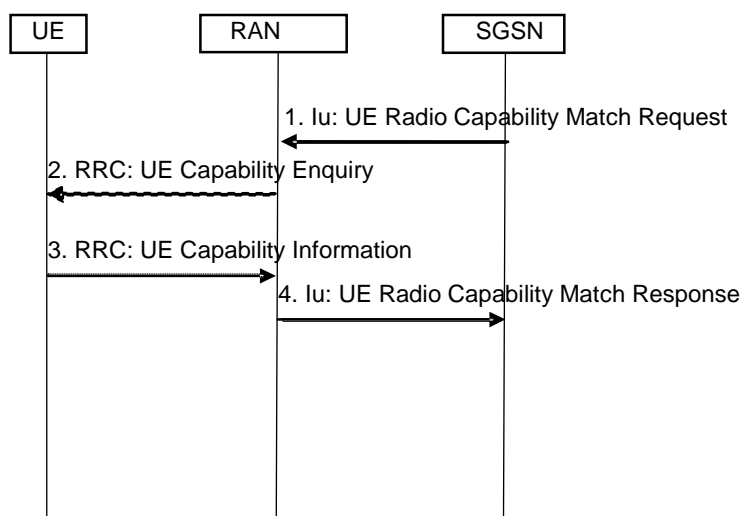 UE
RAN
SGSN
1. Iu: UE Radio Capability Match Request
2. RRC: UE Capability Enquiry
3. RRC: UE Capability Information
4. Iu: UE Radio Capability Match Response